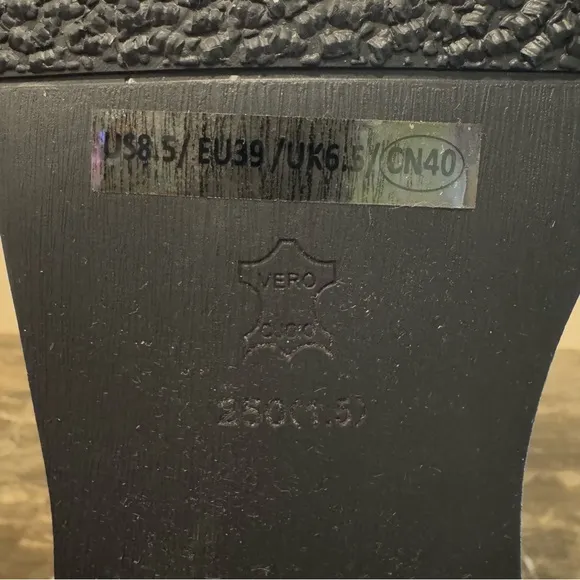 US8.5/ EU39 /UK6.5/ CN40
VERO
CUOIO
250(1.5)